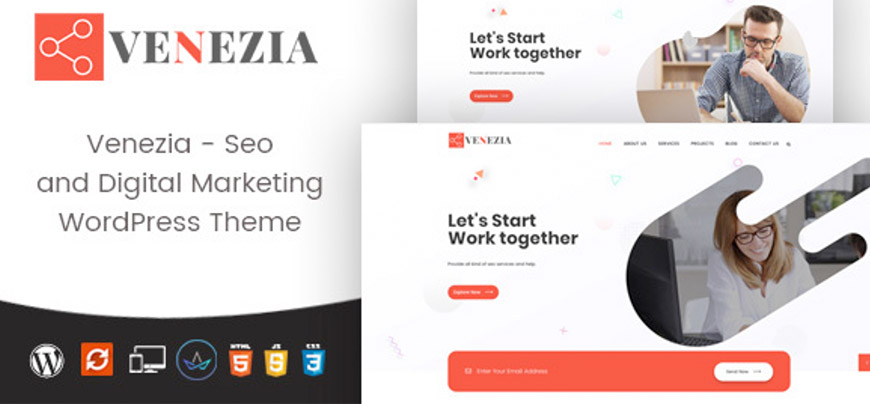 VENEZIA
Venezia - Seo
and Digital Marketing
WordPress Theme
HTML
5
JS
5
CSS
3
Let's Start
Work together
Provide all kind of seo services and help.
Explore Now
VENEZIA
HOME ABOUT US SERVICES PROJECTS BLOG CONTACT US
Let's Start
Work together
Provide all kind of seo services and help.
Explore Now
Enter Your Email Address
Send Now